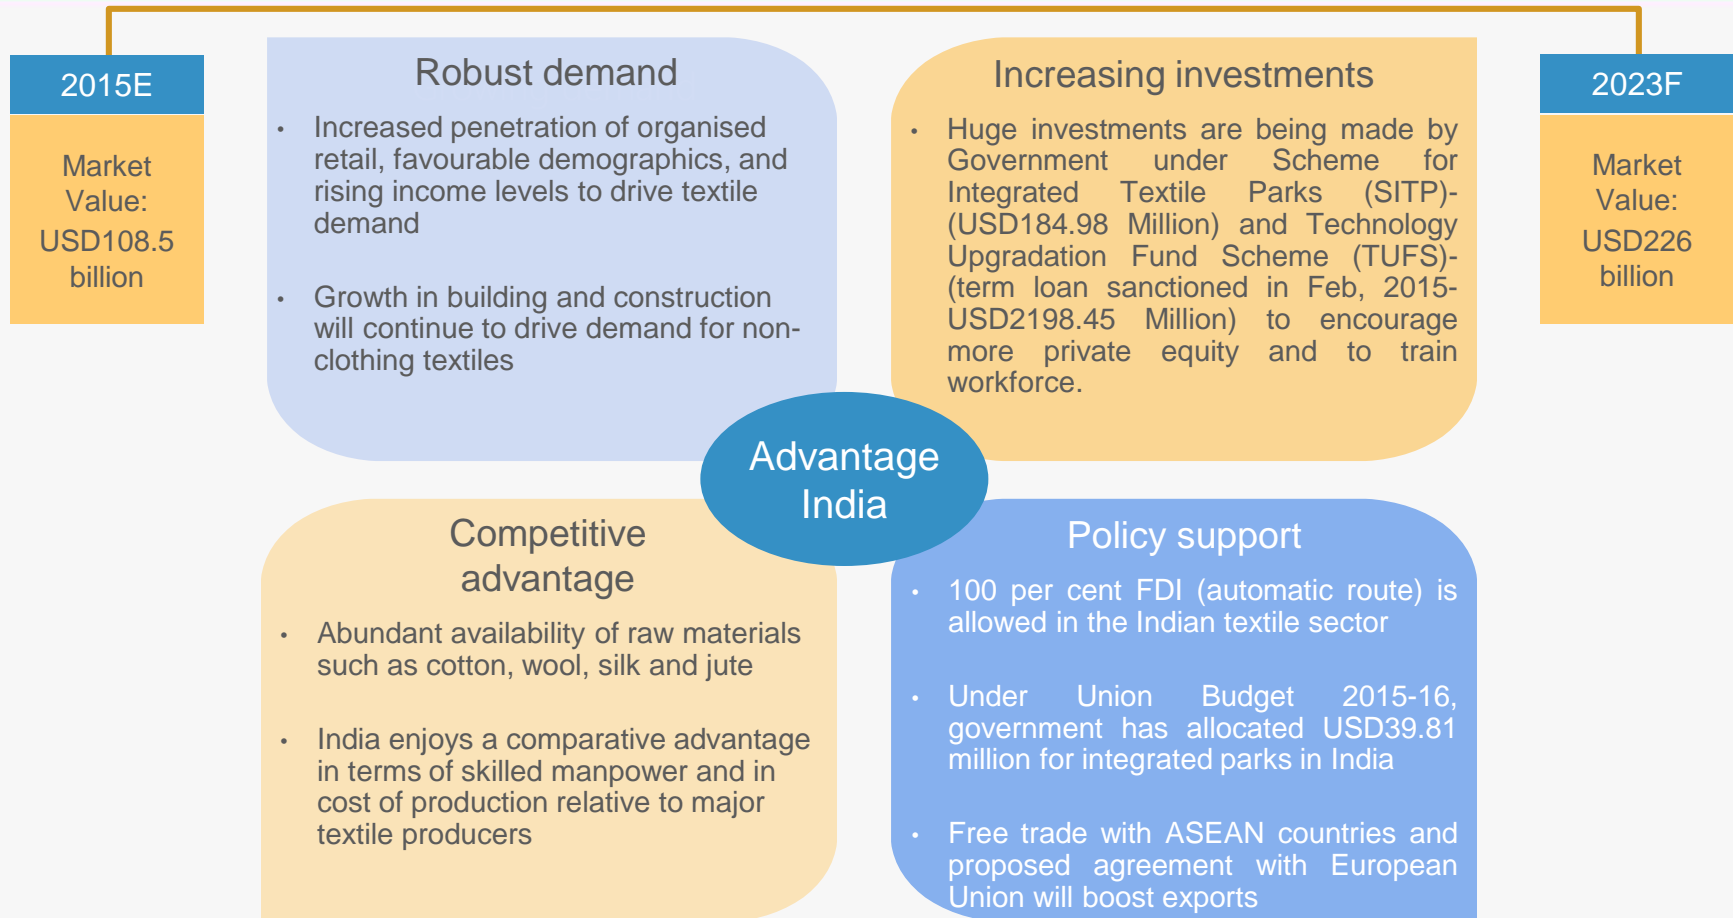 2015E
Market
Value:
USD108.5
billion
Robust demand
• Increased penetration of organised
retail, favourable demographics, and
rising income levels to drive textile
demand
• Growth in building and construction
will continue to drive demand for non-
clothing textiles
Increasing investments
• Huge investments are being made by
Government under Scheme for
Integrated Textile Parks (SITP)-
(USD184.98 Million) and Technology
Upgradation Fund Scheme (TUFS)-
(term loan sanctioned in Feb, 2015-
USD2198.45 Million) to encourage
more private equity and to train
workforce.
2023F
Market
Value:
USD226
billion
Advantage
India
Competitive
advantage
• Abundant availability of raw materials
such as cotton, wool, silk and jute
• India enjoys a comparative advantage
in terms of skilled manpower and in
cost of production relative to major
textile producers
Policy support
• 100 per cent FDI (automatic route) is
allowed in the Indian textile sector
• Under Union Budget 2015-16,
government has allocated USD39.81
million for integrated parks in India
• Free trade with ASEAN countries and
proposed agreement with European
Union will boost exports